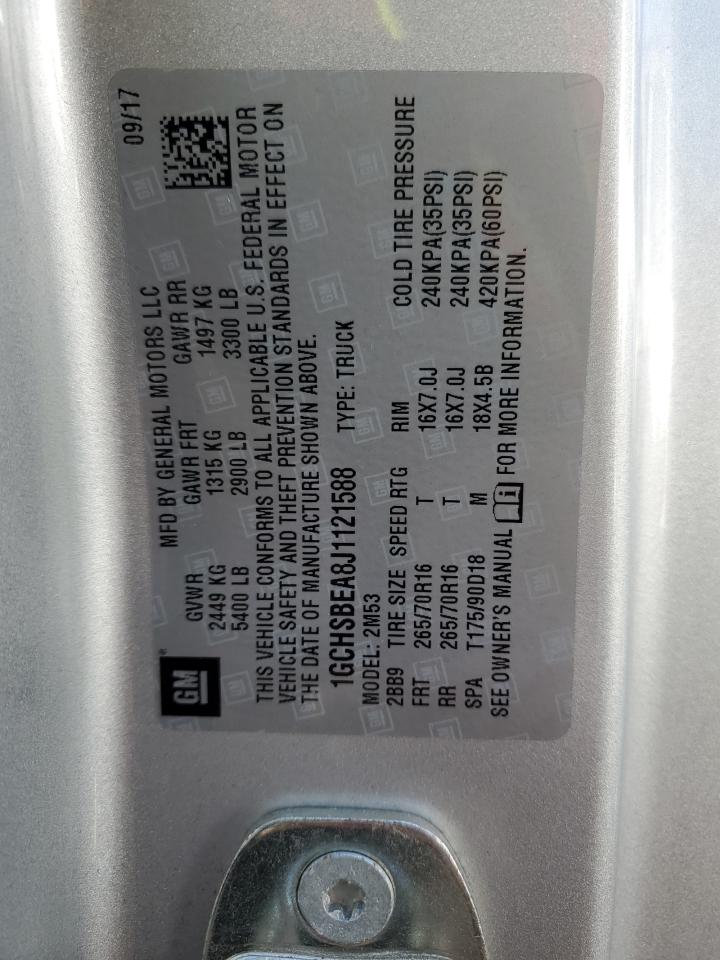 09/17
MFD BY GENERAL MOTORS LLC
GVWR GAWR FRT GAWR RR
2449 KG 1315 KG 1497 KG
5400 LB 2900 LB 3300 LB
GM
THIS VEHICLE CONFORMS TO ALL APPLICABLE U.S. FEDERAL MOTOR
VEHICLE SAFETY AND THEFT PREVENTION STANDARDS IN EFFECT ON
THE DATE OF MANUFACTURE SHOWN ABOVE.
1GCHSBEA8J1121588 TYPE: TRUCK
MODEL: 2M53
2BB9 TIRE SIZE SPEED RTG RIM COLD TIRE PRESSURE
FRT 265/70R16 T 16X7.0J 240KPA(35PSI)
RR 265/70R16 T 16X7.0J 240KPA(35PSI)
SPA T175/90D18 M 18X4.5B 420KPA(60PSI)
SEE OWNER'S MANUAL FOR MORE INFORMATION.